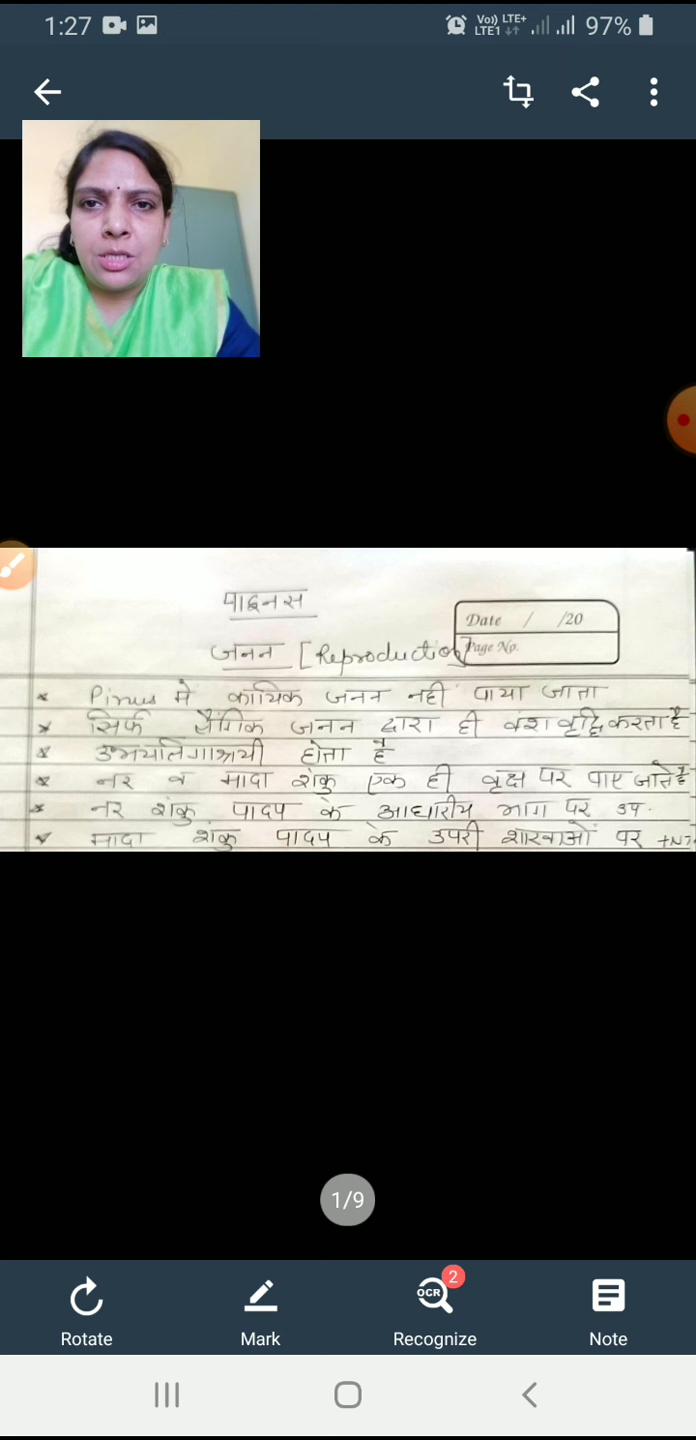 1:27 Vo)) LTE+ LTE1 97%
पाइनस
Date / /20
जनन [Reproduction]
Page No.
* Pinus मे कायिक जनन नही पाया जाता
* सिर्फ लैंगिक जनन द्वारा ही वंश वृद्धि करता है
* उभयलिंगाश्रयी होता है
* नर व मादा शंकु एक ही वृक्ष पर पाए जाते है
* नर शंकु पादप के आधारीय भाग पर उप.
* मादा शंकु पादप के उपरी शाखाओं पर
1/9
2
OCR
Rotate Mark Recognize Note